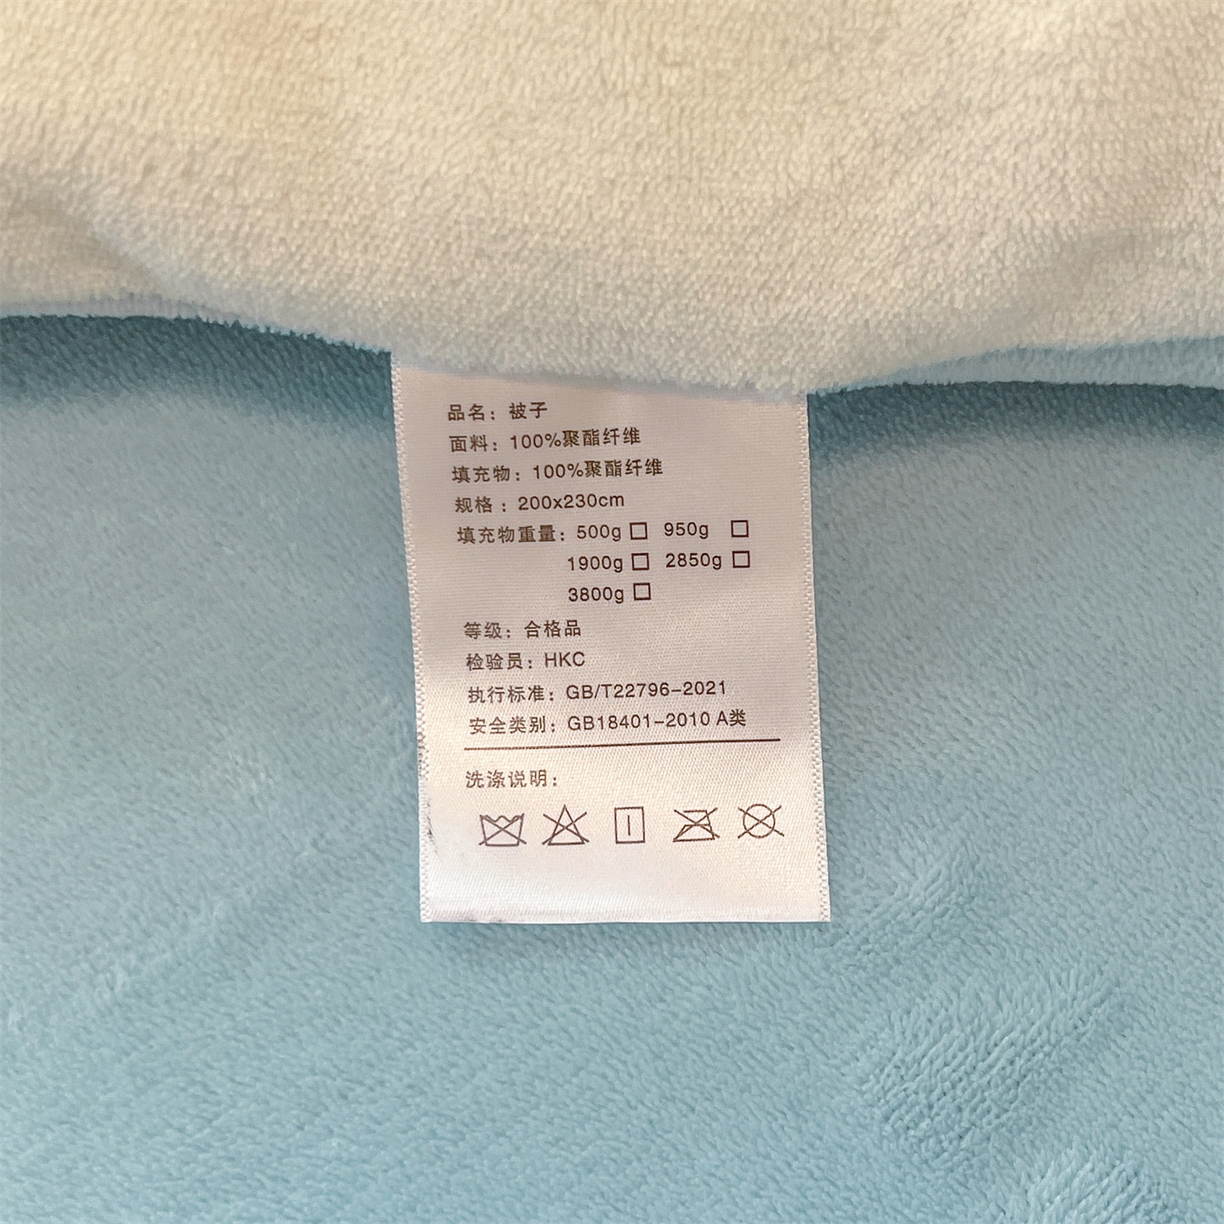 品名：被子
面料：100%聚酯纤维
填充物：100%聚酯纤维
规格：200x230cm
填充物重量：500g□ 950g □
1900g□ 2850g□
3800g□
等级：合格品
检验员：HKC
执行标准：GB/T22796-2021
安全类别：GB18401-2010 A类
洗涤说明：